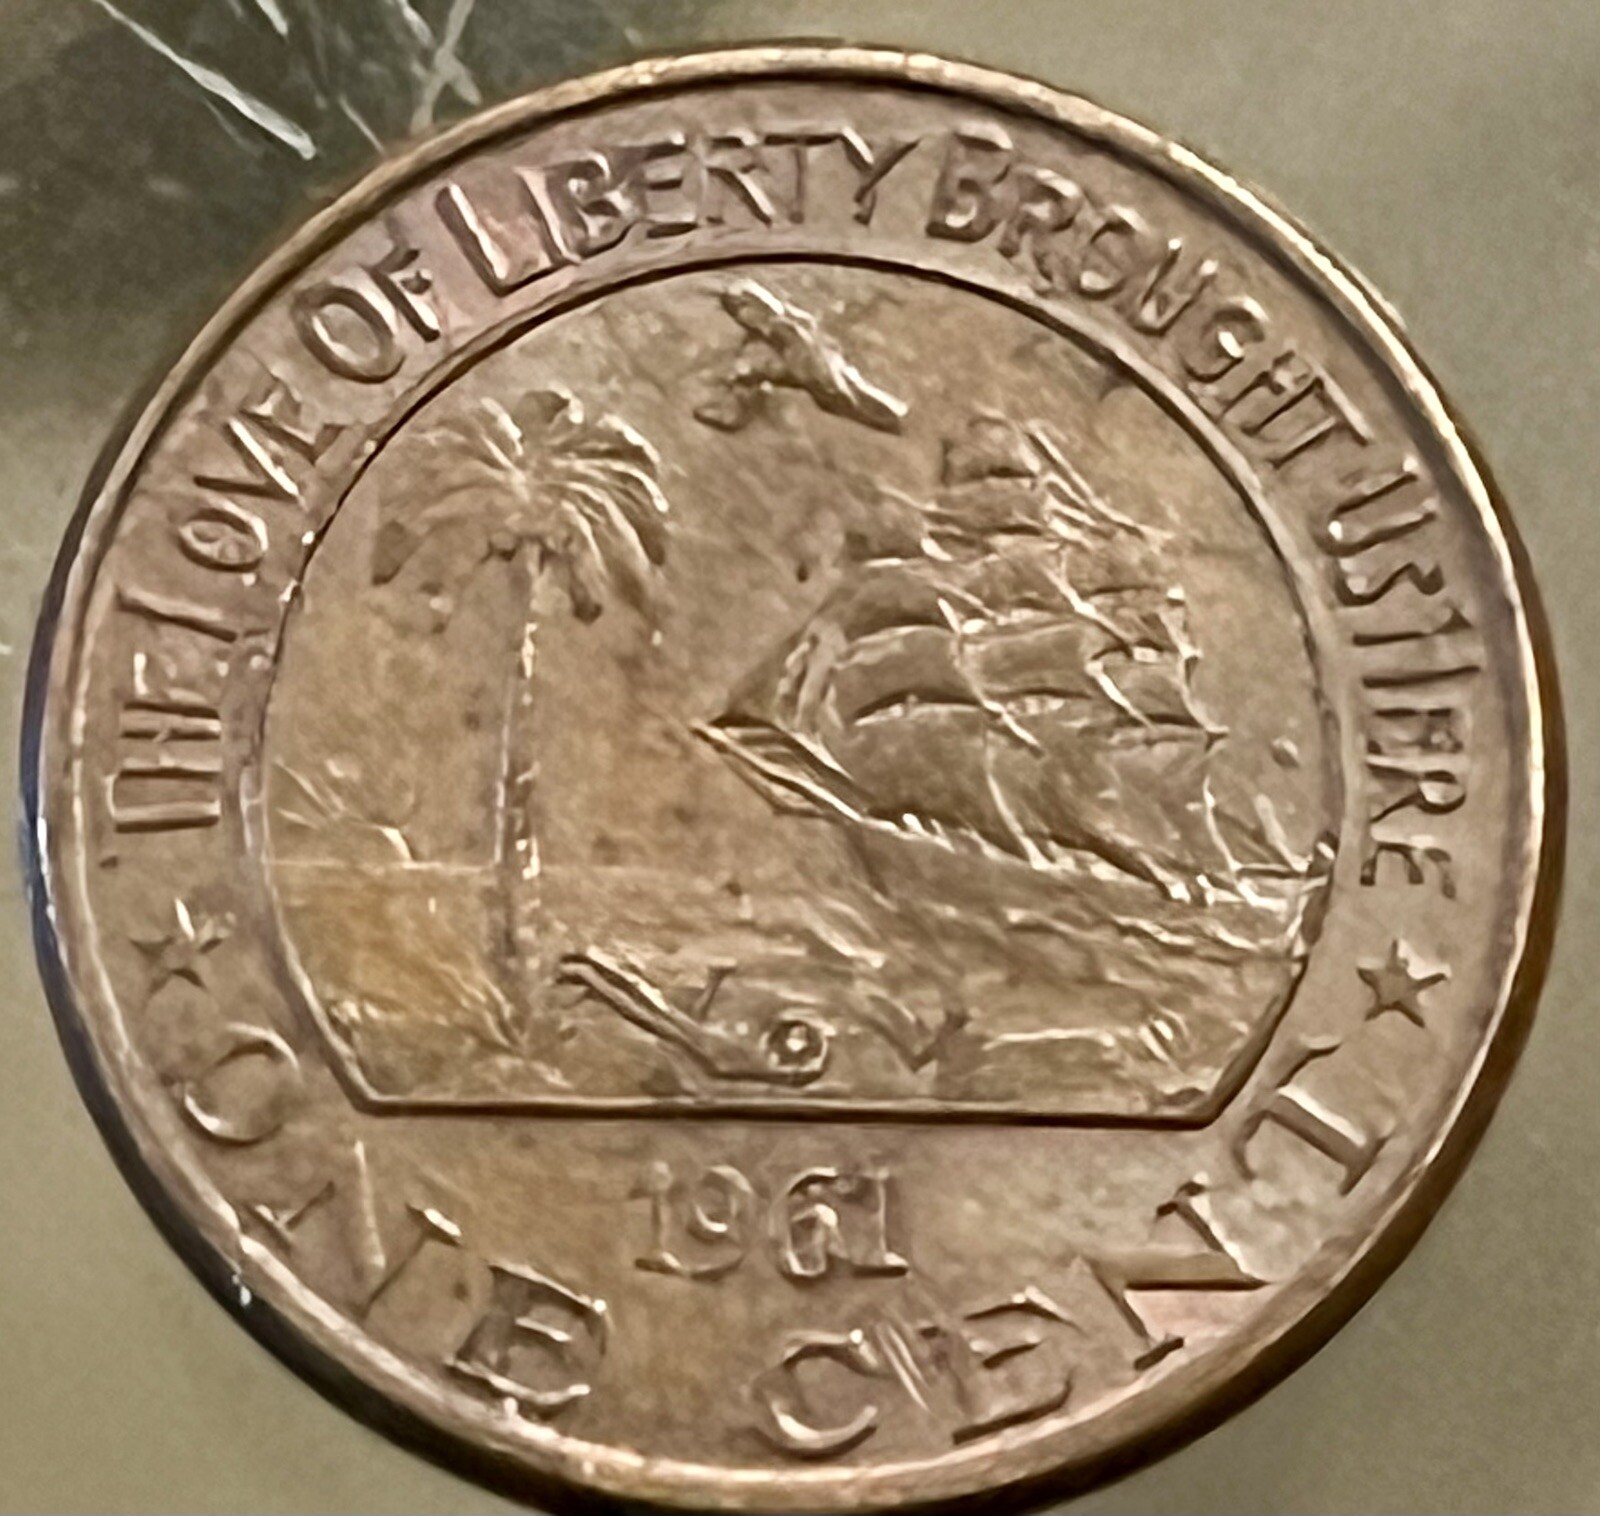 THE LOVE OF LIBERTY BROUGHT US HERE
1961
ONE CENT